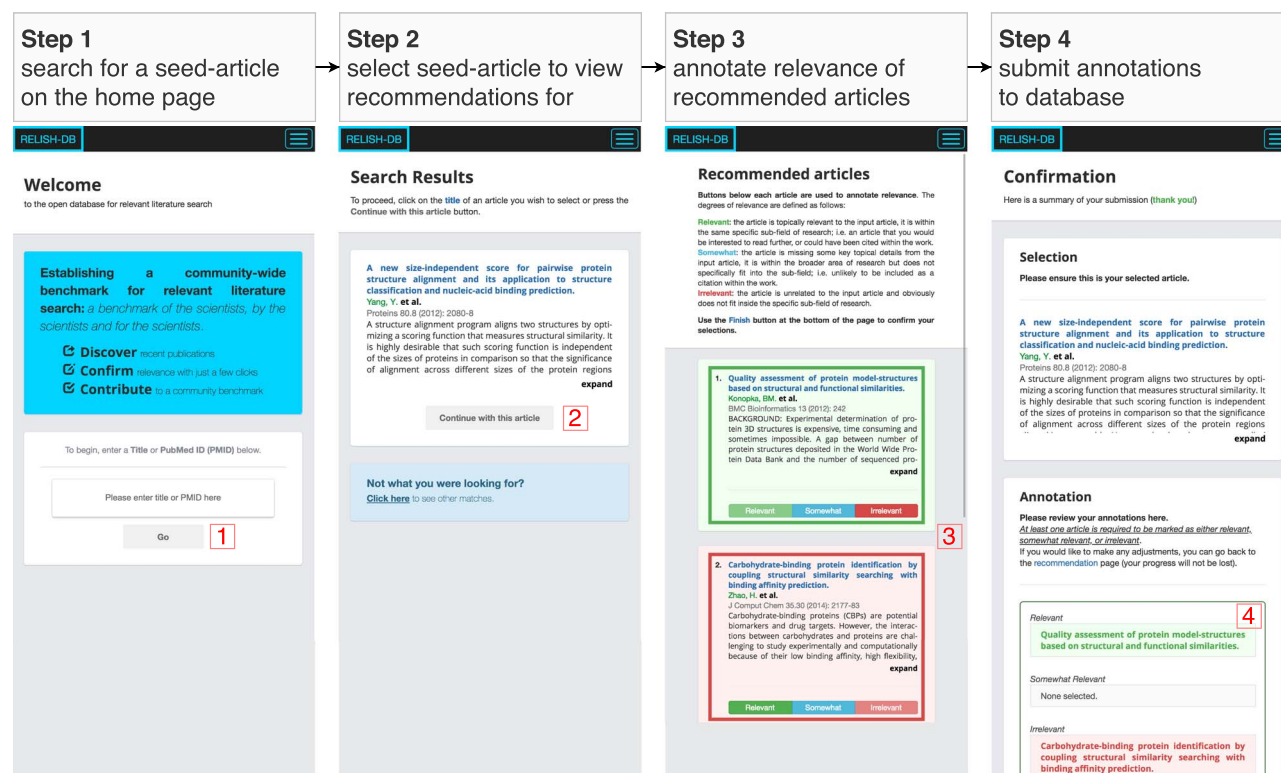 Step 1
search for a seed-article
on the home page
Step 2
select seed-article to view
recommendations for
Step 3
annotate relevance of
recommended articles
Step 4
submit annotations
to database
RELISH-DB
Welcome
to the open database for relevant literature search
Establishing a community-wide
benchmark for relevant literature
search: a benchmark of the scientists, by the
scientists and for the scientists.
Discover recent publications
Confirm relevance with just a few clicks
Contribute to a community benchmark
To begin, enter a Title or PubMed ID (PMID) below.
Please enter title or PMID here
Go
1
RELISH-DB
Search Results
To proceed, click on the title of an article you wish to select or press the
Continue with this article button.
A new size-independent score for pairwise protein
structure alignment and its application to structure
classification and nucleic-acid binding prediction.
Yang, Y. et al.
Proteins 80.8 (2012): 2080-8
A structure alignment program aligns two structures by opti-
mizing a scoring function that measures structural similarity. It
is highly desirable that such scoring function is independent
of the sizes of proteins in comparison so that the significance
of alignment across different sizes of the protein regions
expand
Continue with this article
2
Not what you were looking for?
Click here to see other matches.
RELISH-DB
Recommended articles
Buttons below each article are used to annotate relevance. The
degrees of relevance are defined as follows:
Relevant: the article is topically relevant to the input article, it is within
the same specific sub-field of research; i.e. an article that you would
be interested to read further, or could have been cited within the work.
Somewhat: the article is missing some key topical details from the
input article, it is within the broader area of research but does not
specifically fit into the sub-field; i.e. unlikely to be included as a
citation within the work.
Irrelevant: the article is unrelated to the input article and obviously
does not fit inside the specific sub-field of research.
Use the Finish button at the bottom of the page to confirm your
selections.
1. Quality assessment of protein model-structures
based on structural and functional similarities.
Konopka, BM. et al.
BMC Bioinformatics 13 (2012): 242
BACKGROUND: Experimental determination of pro-
tein 3D structures is expensive, time consuming and
sometimes impossible. A gap between number of
protein structures deposited in the World Wide Pro-
tein Data Bank and the number of sequenced pro-
expand
Relevant Somewhat Irrelevant
3
2. Carbohydrate-binding protein identification by
coupling structural similarity searching with
binding affinity prediction.
Zhao, H. et al.
J Comput Chem 35.30 (2014): 2177-83
Carbohydrate-binding proteins (CBPs) are potential
biomarkers and drug targets. However, the interac-
tions between carbohydrates and proteins are chal-
lenging to study experimentally and computationally
because of their low binding affinity, high flexibility,
expand
Relevant Somewhat Irrelevant
RELISH-DB
Confirmation
Here is a summary of your submission (thank you!)
Selection
Please ensure this is your selected article.
A new size-independent score for pairwise protein
structure alignment and its application to structure
classification and nucleic-acid binding prediction.
Yang, Y. et al.
Proteins 80.8 (2012): 2080-8
A structure alignment program aligns two structures by opti-
mizing a scoring function that measures structural similarity. It
is highly desirable that such scoring function is independent
of the sizes of proteins in comparison so that the significance
of alignment across different sizes of the protein regions
expand
Annotation
Please review your annotations here.
At least one article is required to be marked as either relevant,
somewhat relevant, or irrelevant.
If you would like to make any adjustments, you can go back to
the recommendation page (your progress will not be lost).
4
Relevant
Quality assessment of protein model-structures
based on structural and functional similarities.
Somewhat Relevant
None selected.
Irrelevant
Carbohydrate-binding protein identification by
coupling structural similarity searching with
binding affinity prediction.